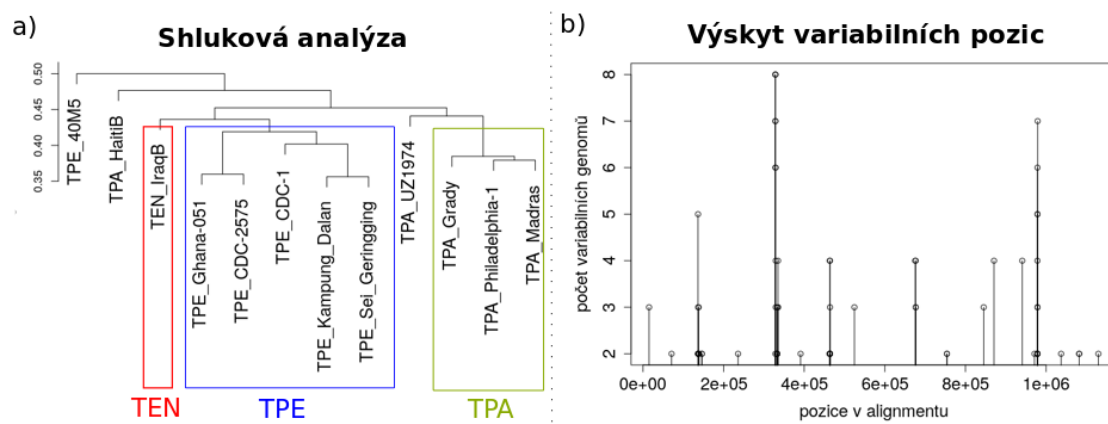 a)
Shluková analýza
0.50
0.45
0.40
0.35
TPE_40M5
TPA_HaitiB
TEN_IraqB
TPE_Ghana-051
TPE_CDC-2575
TPE_CDC-1
TPE_Kampung_Dalan
TPE_Sei_Geringging
TPA_UZ1974
TPA_Grady
TPA_Philadelphia-1
TPA_Madras
TEN
TPE
TPA
b)
Výskyt variabilních pozic
počet variabilních genomů
8
7
6
5
4
3
2
0e+00 2e+05 4e+05 6e+05 8e+05 1e+06
pozice v alignmentu